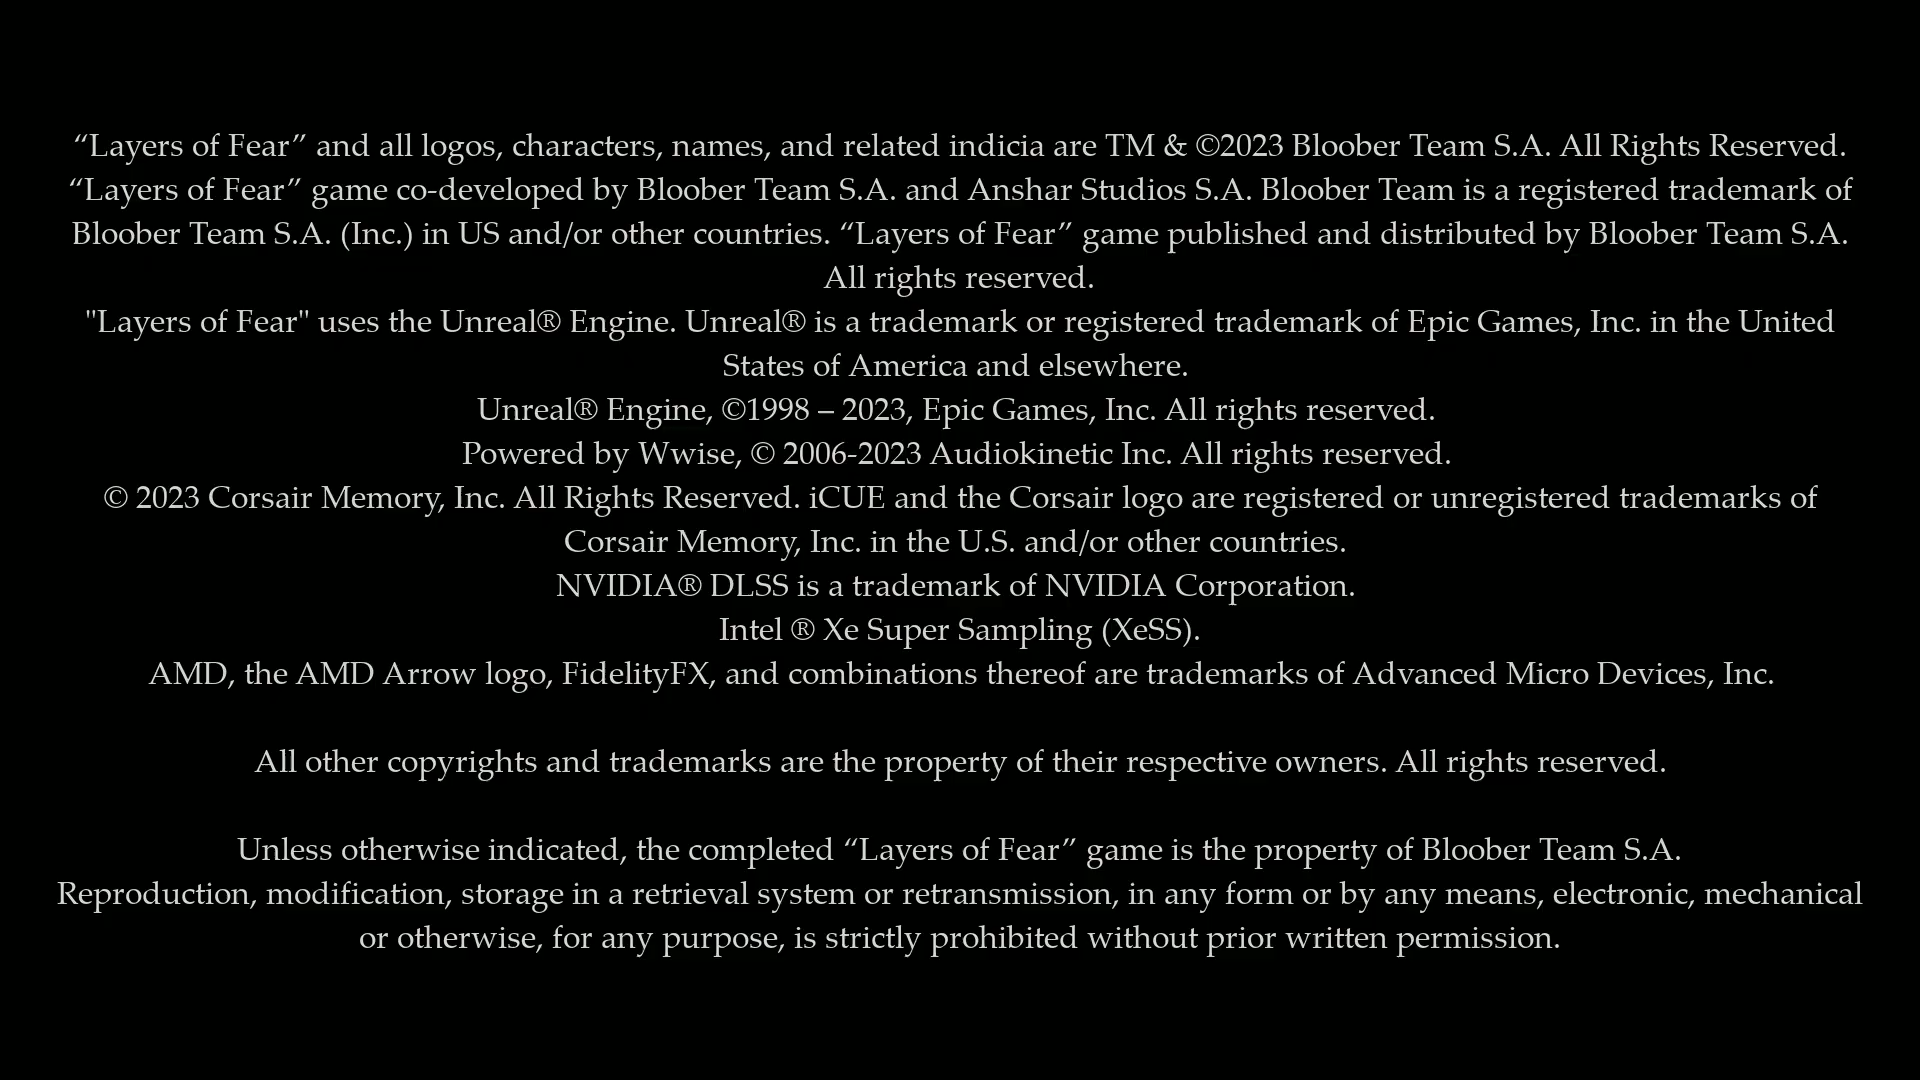 “Layers of Fear” and all logos, characters, names, and related indicia are TM & ©2023 Bloober Team S.A. All Rights Reserved.
“Layers of Fear” game co-developed by Bloober Team S.A. and Anshar Studios S.A. Bloober Team is a registered trademark of
Bloober Team S.A. (Inc.) in US and/or other countries. “Layers of Fear” game published and distributed by Bloober Team S.A.
All rights reserved.
"Layers of Fear" uses the Unreal® Engine. Unreal® is a trademark or registered trademark of Epic Games, Inc. in the United
States of America and elsewhere.
Unreal® Engine, ©1998 – 2023, Epic Games, Inc. All rights reserved.
Powered by Wwise, © 2006-2023 Audiokinetic Inc. All rights reserved.
© 2023 Corsair Memory, Inc. All Rights Reserved. iCUE and the Corsair logo are registered or unregistered trademarks of
Corsair Memory, Inc. in the U.S. and/or other countries.
NVIDIA® DLSS is a trademark of NVIDIA Corporation.
Intel ® Xe Super Sampling (XeSS).
AMD, the AMD Arrow logo, FidelityFX, and combinations thereof are trademarks of Advanced Micro Devices, Inc.
All other copyrights and trademarks are the property of their respective owners. All rights reserved.
Unless otherwise indicated, the completed “Layers of Fear” game is the property of Bloober Team S.A.
Reproduction, modification, storage in a retrieval system or retransmission, in any form or by any means, electronic, mechanical
or otherwise, for any purpose, is strictly prohibited without prior written permission.